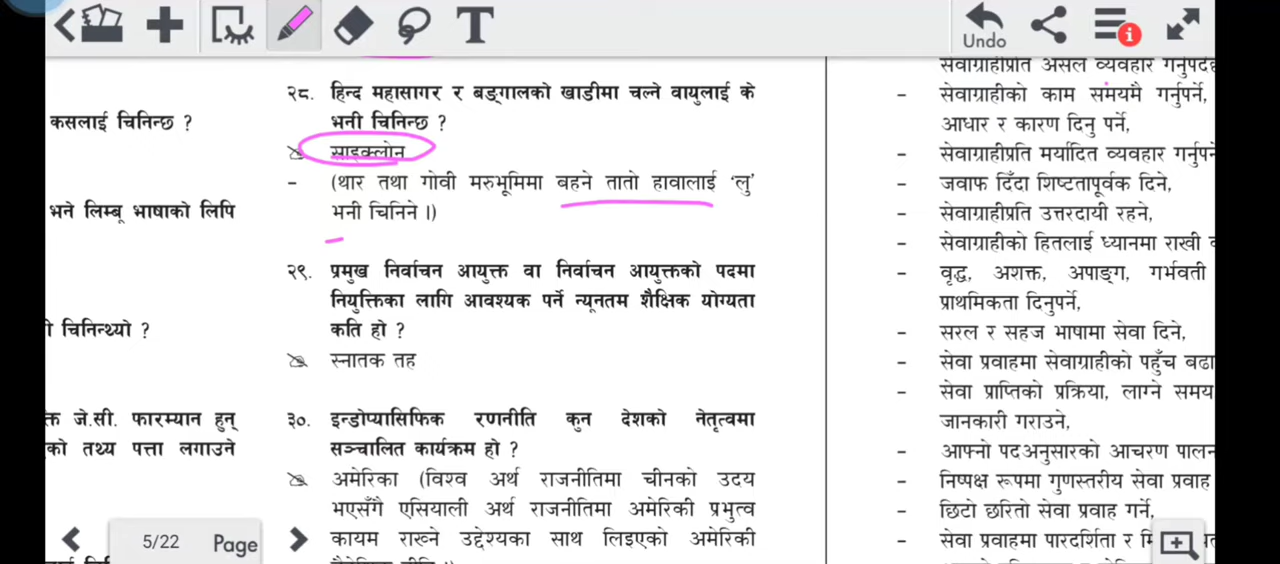 Undo
कसलाई चिनिन्छ ?
भने लिम्बू भाषाको लिपि
चिनिन्थ्यो ?
जे.सी. फारम्यान हुन्
को तथ्य पत्ता लगाउने
२८. हिन्द महासागर र बङ्गालको खाडीमा चल्ने वायुलाई के
भनी चिनिन्छ ?
साइक्लोन
- (थार तथा गोवी मरुभूमिमा बहने तातो हावालाई ‘लु’
भनी चिनिने ।)
२९. प्रमुख निर्वाचन आयुक्त वा निर्वाचन आयुक्तको पदमा
नियुक्तिका लागि आवश्यक पर्ने न्यूनतम शैक्षिक योग्यता
कति हो ?
स्नातक तह
३०. इन्डोप्यासिफिक रणनीति कुन देशको नेतृत्वमा
सञ्चालित कार्यक्रम हो ?
अमेरिका (विश्व अर्थ राजनीतिमा चीनको उदय
भएसँगै एसियाली अर्थ राजनीतिमा अमेरिकी प्रभुत्व
कायम राख्ने उद्देश्यका साथ लिइएको अमेरिकी
सेवाग्राहीप्रति असल व्यवहार
- सेवाग्राहीको काम समयमै गर्नुपर्ने,
आधार र कारण दिनु पर्ने,
- सेवाग्राहीप्रति मर्यादित व्यवहार
- जवाफ दिँदा शिष्टतापूर्वक दिने,
- सेवाग्राहीप्रति उत्तरदायी रहने,
- सेवाग्राहीको हितलाई ध्यानमा राखी
- वृद्ध, अशक्त, अपाङ्ग, गर्भवती
प्राथमिकता दिनुपर्ने,
- सरल र सहज भाषामा सेवा दिने,
- सेवा प्रवाहमा सेवाग्राहीको पहुँच बढा
- सेवा प्राप्तिको प्रक्रिया, लाग्ने समय
जानकारी गराउने,
- आफ्नो पदअनुसारको आचरण पालन
- निष्पक्ष रूपमा गुणस्तरीय सेवा प्रवाह
- छिटो छरितो सेवा प्रवाह गर्ने,
- सेवा प्रवाहमा पारदर्शिता र
5/22 Page